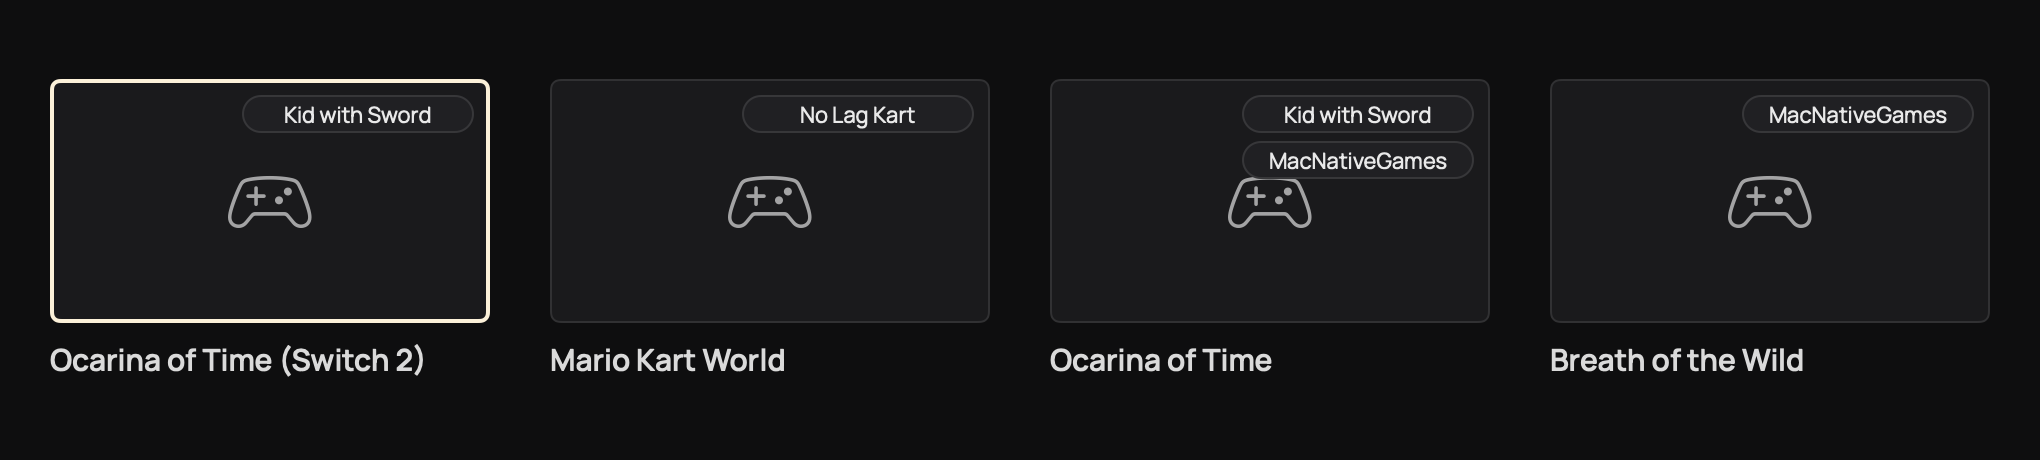 Kid with Sword
No Lag Kart
Kid with Sword
MacNativeGames
MacNativeGames
Ocarina of Time (Switch 2)
Mario Kart World
Ocarina of Time
Breath of the Wild